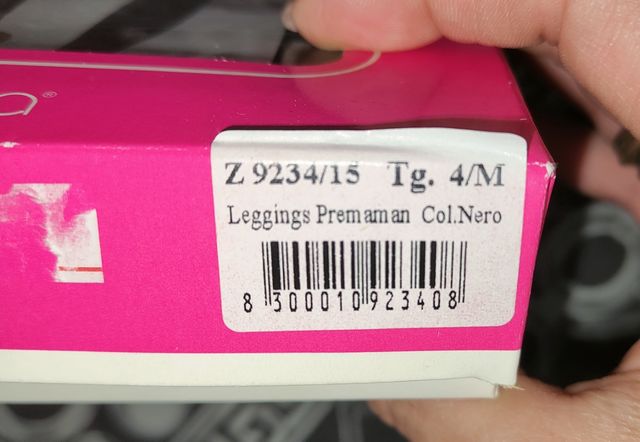 Z 9234/15 Tg. 4/M
Leggings Premaman Col.Nero
8 300010 923408